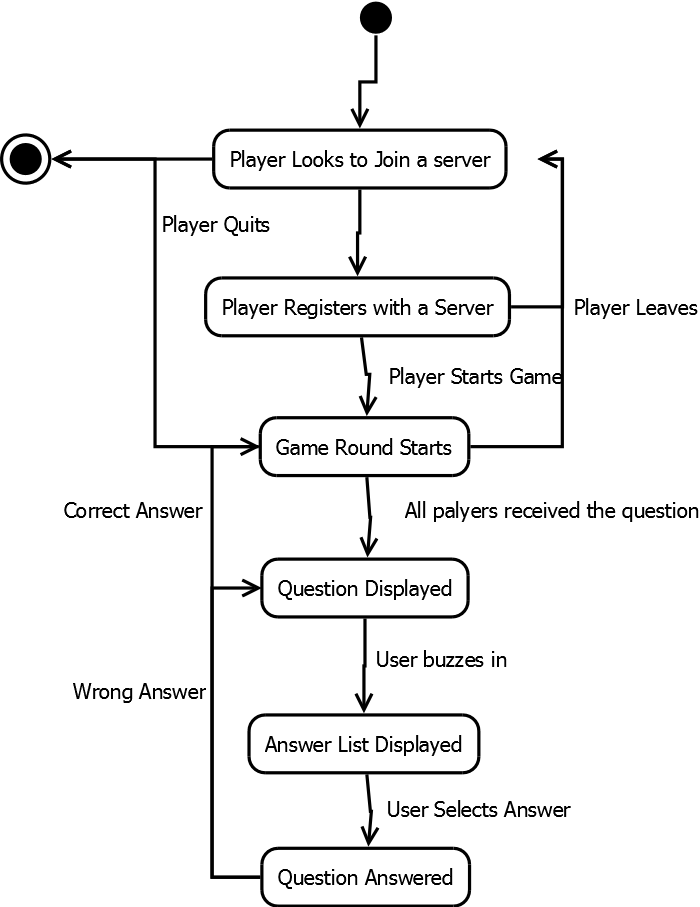 Player Looks to Join a server
Player Quits
Player Registers with a Server
Player Leaves
Player Starts Game
Game Round Starts
Correct Answer
All palyers received the question
Question Displayed
User buzzes in
Wrong Answer
Answer List Displayed
User Selects Answer
Question Answered